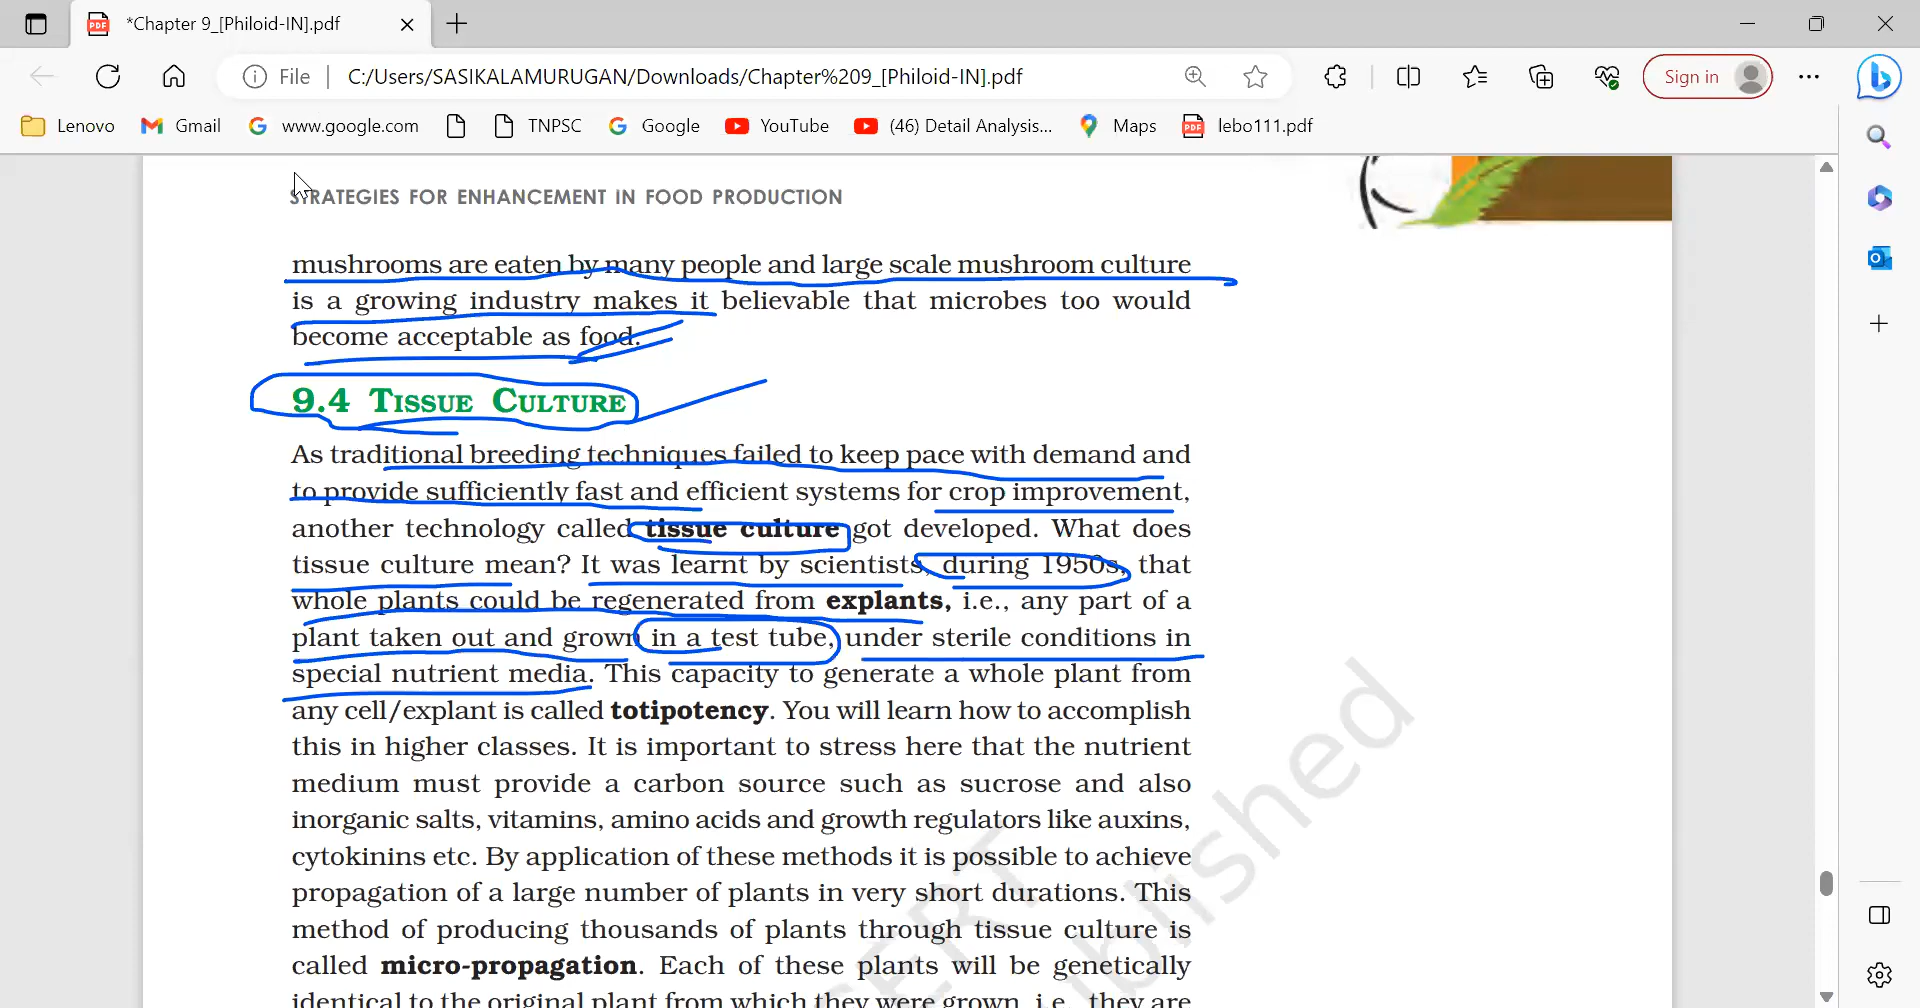 *Chapter 9_[Philoid-IN].pdf
File
C:/Users/SASIKALAMURUGAN/Downloads/Chapter%209_[Philoid-IN].pdf
Sign in
Lenovo
Gmail
www.google.com
TNPSC
Google
YouTube
(46) Detail Analysis...
Maps
lebo111.pdf
STRATEGIES FOR ENHANCEMENT IN FOOD PRODUCTION
mushrooms are eaten by many people and large scale mushroom culture
is a growing industry makes it believable that microbes too would
become acceptable as food.
9.4 TISSUE CULTURE
As traditional breeding techniques failed to keep pace with demand and
to provide sufficiently fast and efficient systems for crop improvement,
another technology called tissue culture got developed. What does
tissue culture mean? It was learnt by scientists, during 1950s, that
whole plants could be regenerated from explants, i.e., any part of a
plant taken out and grown in a test tube, under sterile conditions in
special nutrient media. This capacity to generate a whole plant from
any cell/explant is called totipotency. You will learn how to accomplish
this in higher classes. It is important to stress here that the nutrient
medium must provide a carbon source such as sucrose and also
inorganic salts, vitamins, amino acids and growth regulators like auxins,
cytokinins etc. By application of these methods it is possible to achieve
propagation of a large number of plants in very short durations. This
method of producing thousands of plants through tissue culture is
called micro-propagation. Each of these plants will be genetically
identical to the original plant from which they were grown, i.e., they are